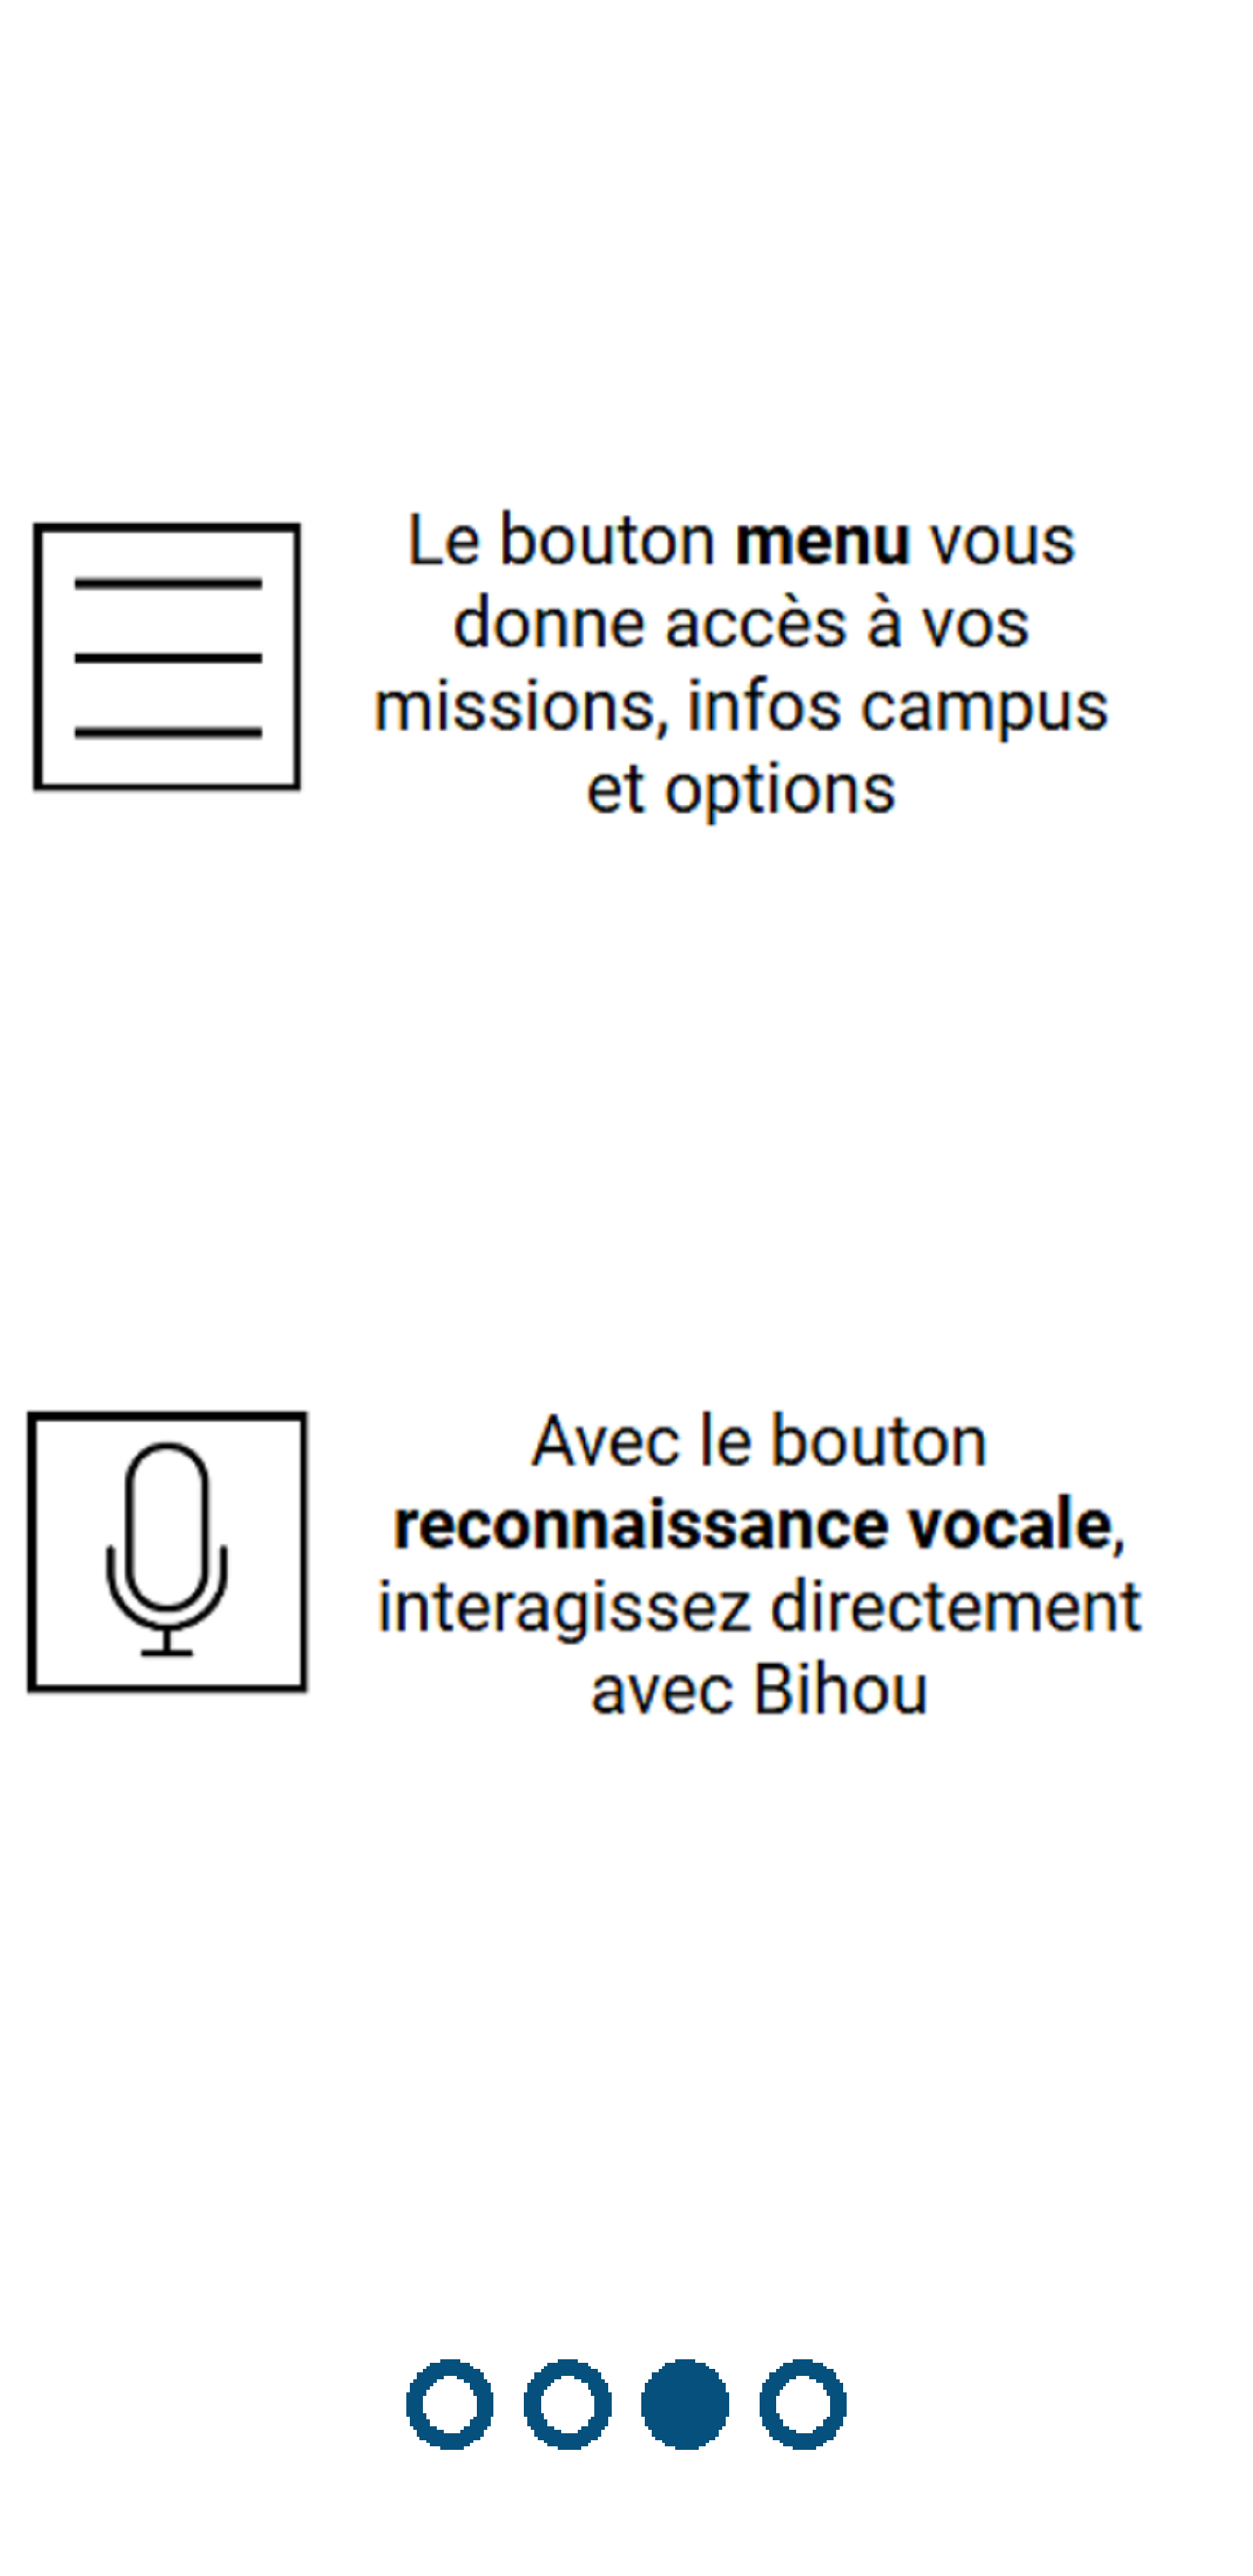 Le bouton menu vous
donne accès à vos
missions, infos campus
et options
Avec le bouton
reconnaissance vocale,
interagissez directement
avec Bihou